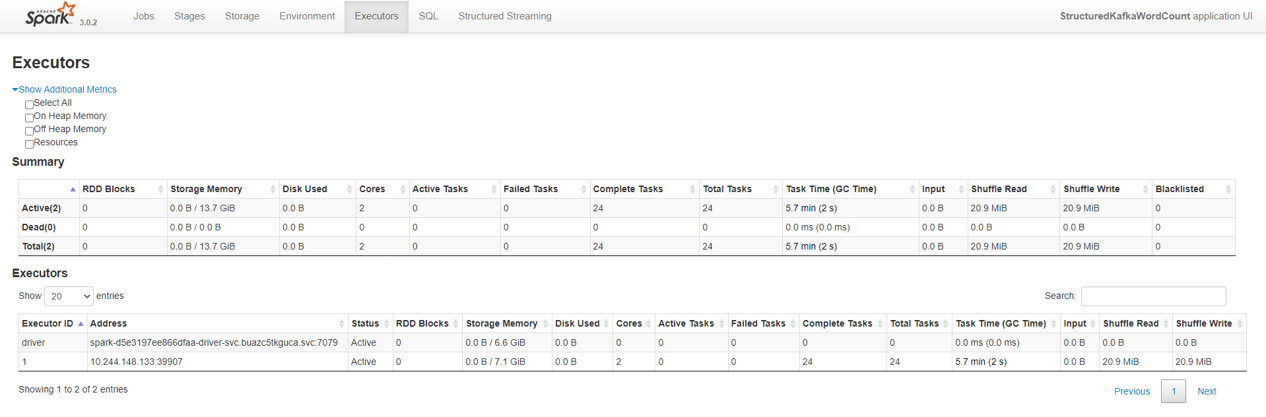 APACHE
Spark 3.0.2 Jobs Stages Storage Environment Executors SQL Structured Streaming StructuredKafkaWordCount application UI
Executors
Show Additional Metrics
Select All
On Heap Memory
Off Heap Memory
Resources
Summary
RDD Blocks Storage Memory Disk Used Cores Active Tasks Failed Tasks Complete Tasks Total Tasks Task Time (GC Time) Input Shuffle Read Shuffle Write Blacklisted
Active(2) 0 0.0 B / 13.7 GiB 0.0 B 2 0 0 24 24 5.7 min (2 s) 0.0 B 20.9 MiB 20.9 MiB 0
Dead(0) 0 0.0 B / 0.0 B 0.0 B 0 0 0 0 0 0.0 ms (0.0 ms) 0.0 B 0.0 B 0.0 B 0
Total(2) 0 0.0 B / 13.7 GiB 0.0 B 2 0 0 24 24 5.7 min (2 s) 0.0 B 20.9 MiB 20.9 MiB 0
Executors
Show 20 entries Search:
Executor ID Address Status RDD Blocks Storage Memory Disk Used Cores Active Tasks Failed Tasks Complete Tasks Total Tasks Task Time (GC Time) Input Shuffle Read Shuffle Write
driver spark-d5e3197ee866dfaa-driver-svc.buazc5tkguca.svc:7079 Active 0 0.0 B / 6.6 GiB 0.0 B 0 0 0 0 0 0.0 ms (0.0 ms) 0.0 B 0.0 B 0.0 B
1 10.244.148.133:39907 Active 0 0.0 B / 7.1 GiB 0.0 B 2 0 0 24 24 5.7 min (2 s) 0.0 B 20.9 MiB 20.9 MiB
Showing 1 to 2 of 2 entries Previous 1 Next